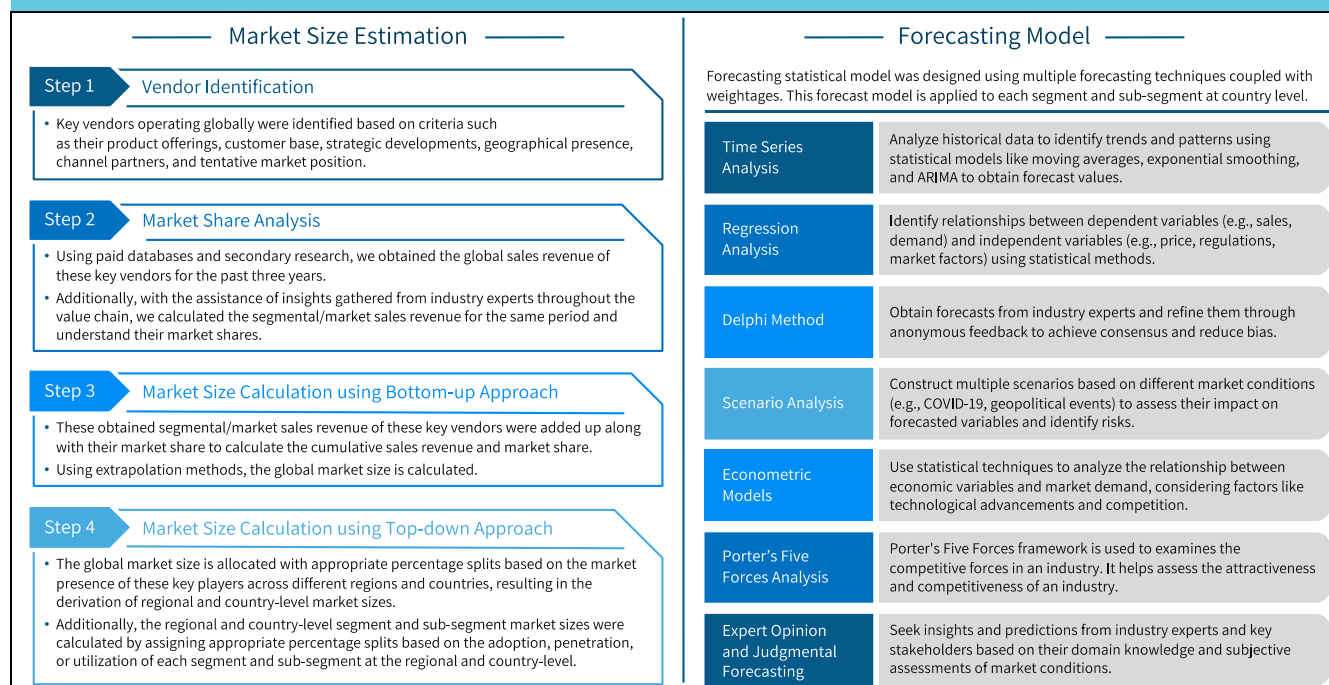 Market Size Estimation
Step 1
Vendor Identification
• Key vendors operating globally were identified based on criteria such
as their product offerings, customer base, strategic developments, geographical presence,
channel partners, and tentative market position.
Step 2
Market Share Analysis
• Using paid databases and secondary research, we obtained the global sales revenue of
these key vendors for the past three years.
• Additionally, with the assistance of insights gathered from industry experts throughout the
value chain, we calculated the segmental/market sales revenue for the same period and
understand their market shares.
Step 3
Market Size Calculation using Bottom-up Approach
• These obtained segmental/market sales revenue of these key vendors were added up along
with their market share to calculate the cumulative sales revenue and market share.
• Using extrapolation methods, the global market size is calculated.
Step 4
Market Size Calculation using Top-down Approach
• The global market size is allocated with appropriate percentage splits based on the market
presence of these key players across different regions and countries, resulting in the
derivation of regional and country-level market sizes.
• Additionally, the regional and country-level segment and sub-segment market sizes were
calculated by assigning appropriate percentage splits based on the adoption, penetration,
or utilization of each segment and sub-segment at the regional and country-level.
Forecasting Model
Forecasting statistical model was designed using multiple forecasting techniques coupled with
weightages. This forecast model is applied to each segment and sub-segment at country level.
Time Series
Analysis
Analyze historical data to identify trends and patterns using
statistical models like moving averages, exponential smoothing,
and ARIMA to obtain forecast values.
Regression
Analysis
Identify relationships between dependent variables (e.g., sales,
demand) and independent variables (e.g., price, regulations,
market factors) using statistical methods.
Delphi Method
Obtain forecasts from industry experts and refine them through
anonymous feedback to achieve consensus and reduce bias.
Scenario Analysis
Construct multiple scenarios based on different market conditions
(e.g., COVID-19, geopolitical events) to assess their impact on
forecasted variables and identify risks.
Econometric
Models
Use statistical techniques to analyze the relationship between
economic variables and market demand, considering factors like
technological advancements and competition.
Porter's Five
Forces Analysis
Porter's Five Forces framework is used to examines the
competitive forces in an industry. It helps assess the attractiveness
and competitiveness of an industry.
Expert Opinion
and Judgmental
Forecasting
Seek insights and predictions from industry experts and key
stakeholders based on their domain knowledge and subjective
assessments of market conditions.